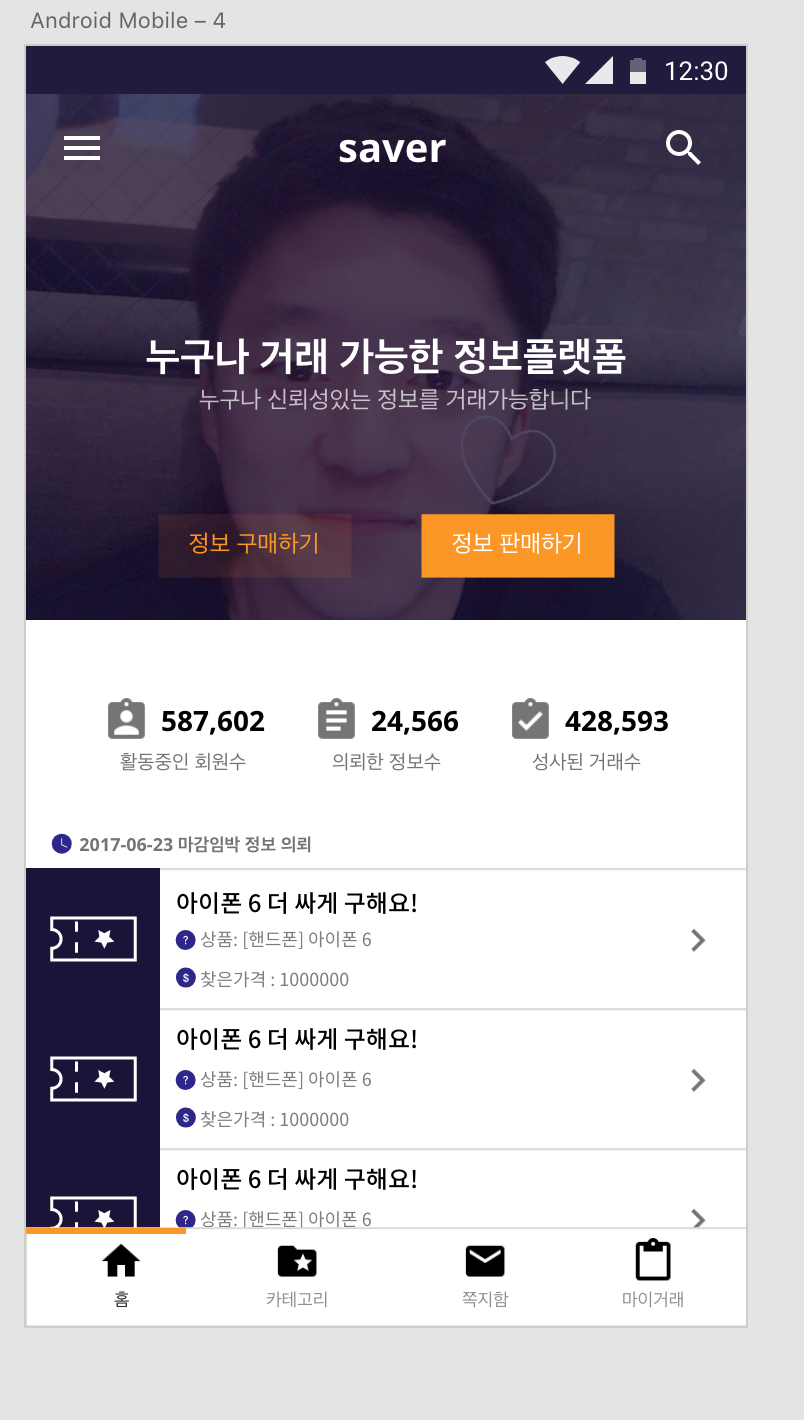 Android Mobile – 4
12:30
saver
누구나 거래 가능한 정보플랫폼
누구나 신뢰성있는 정보를 거래가능합니다
정보 구매하기 정보 판매하기
587,602 24,566 428,593
활동중인 회원수 의뢰한 정보수 성사된 거래수
2017-06-23 마감임박 정보 의뢰
아이폰 6 더 싸게 구해요!
? 상품: [핸드폰] 아이폰 6
$ 찾은가격 : 1000000
아이폰 6 더 싸게 구해요!
? 상품: [핸드폰] 아이폰 6
$ 찾은가격 : 1000000
아이폰 6 더 싸게 구해요!
? 상품: [핸드폰] 아이폰 6
홈 카테고리 쪽지함 마이거래